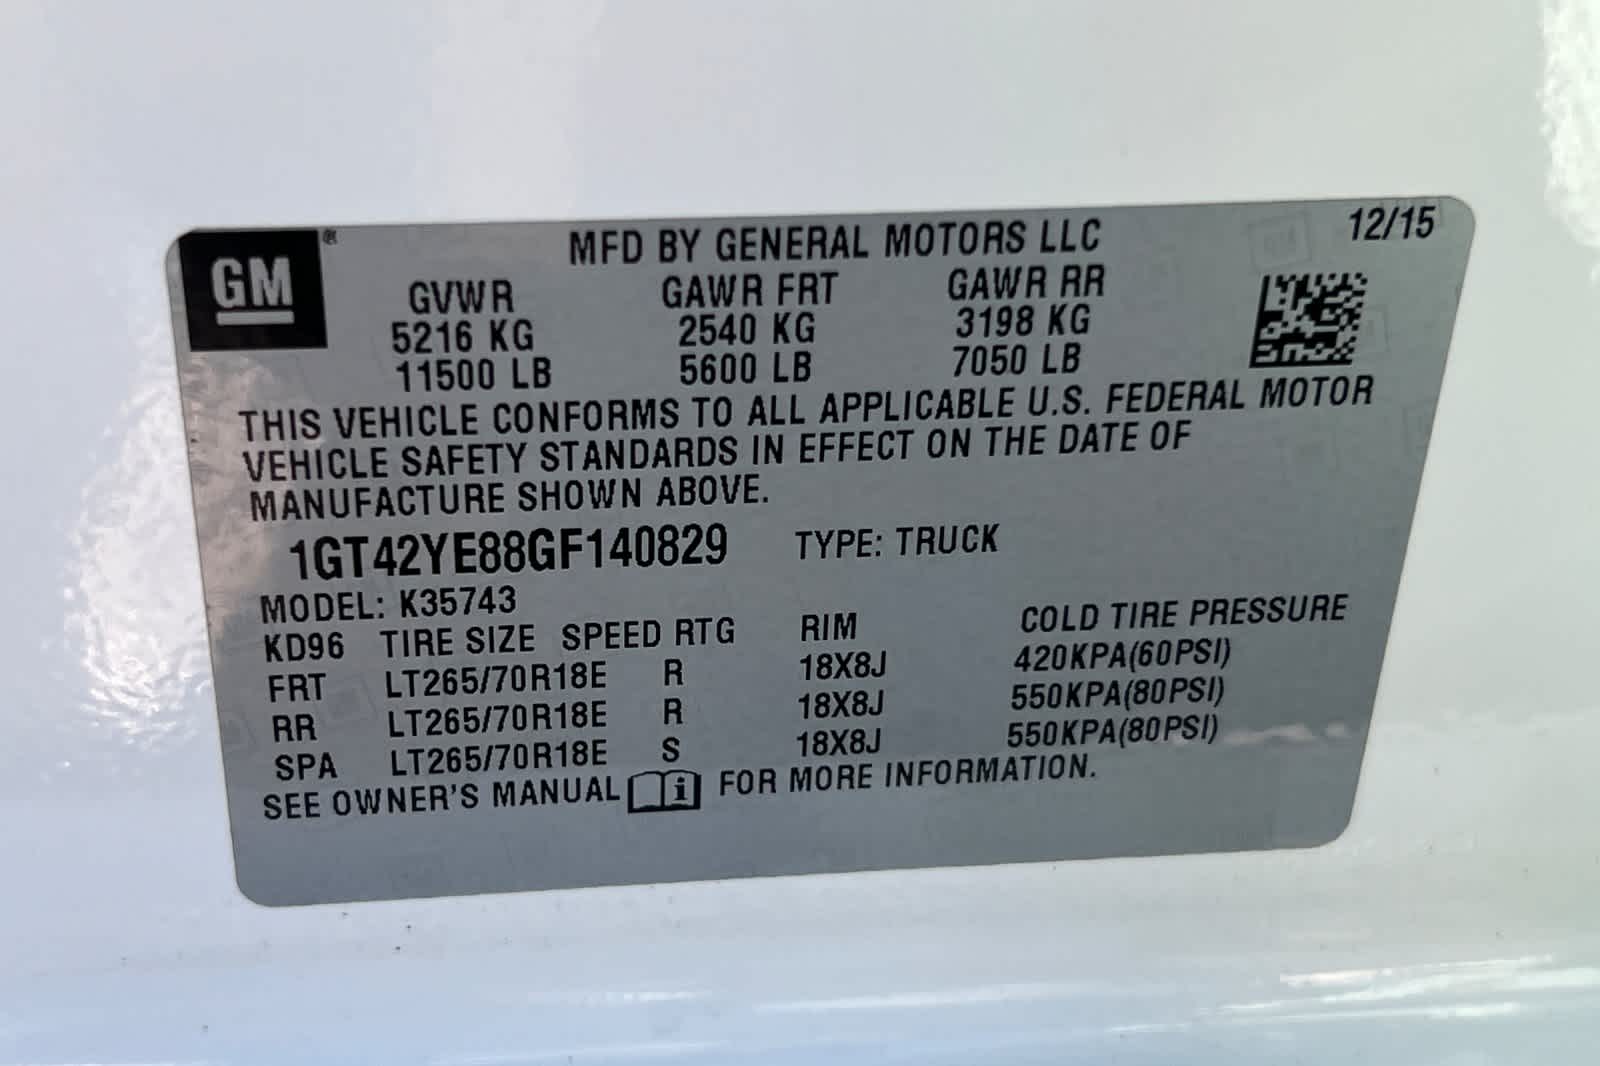 GM ®
MFD BY GENERAL MOTORS LLC 12/15
GVWR GAWR FRT GAWR RR
5216 KG 2540 KG 3198 KG
11500 LB 5600 LB 7050 LB
THIS VEHICLE CONFORMS TO ALL APPLICABLE U.S. FEDERAL MOTOR
VEHICLE SAFETY STANDARDS IN EFFECT ON THE DATE OF
MANUFACTURE SHOWN ABOVE.
1GT42YE88GF140829 TYPE: TRUCK
MODEL: K35743
KD96 TIRE SIZE SPEED RTG RIM COLD TIRE PRESSURE
FRT LT265/70R18E R 18X8J 420KPA(60PSI)
RR LT265/70R18E R 18X8J 550KPA(80PSI)
SPA LT265/70R18E S 18X8J 550KPA(80PSI)
SEE OWNER'S MANUAL i FOR MORE INFORMATION.